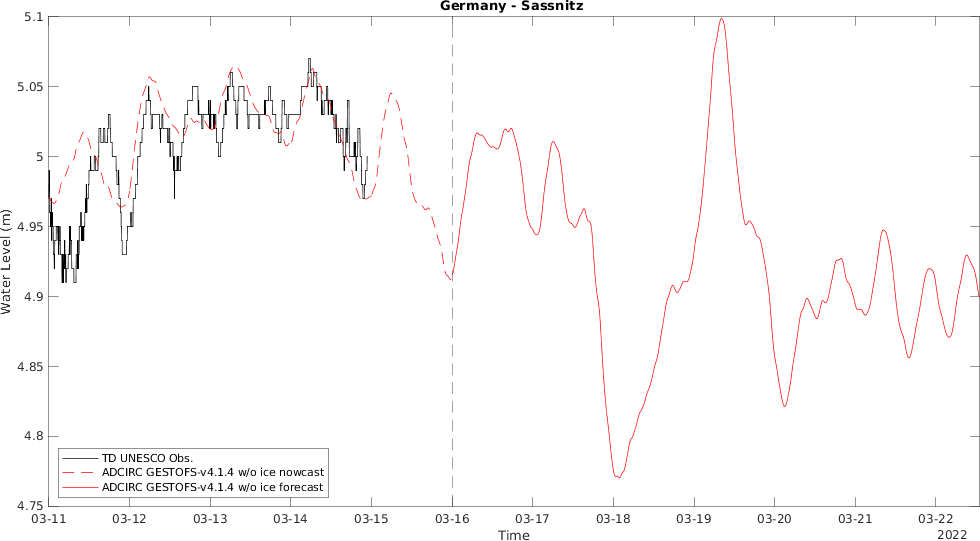 Germany - Sassnitz
5.1
5.05
5
4.95
4.9
4.85
4.8
4.75
Water Level (m)
TD UNESCO Obs.
ADCIRC GESTOFS-v4.1.4 w/o ice nowcast
ADCIRC GESTOFS-v4.1.4 w/o ice forecast
03-11 03-12 03-13 03-14 03-15 03-16 03-17 03-18 03-19 03-20 03-21 03-22
Time
2022